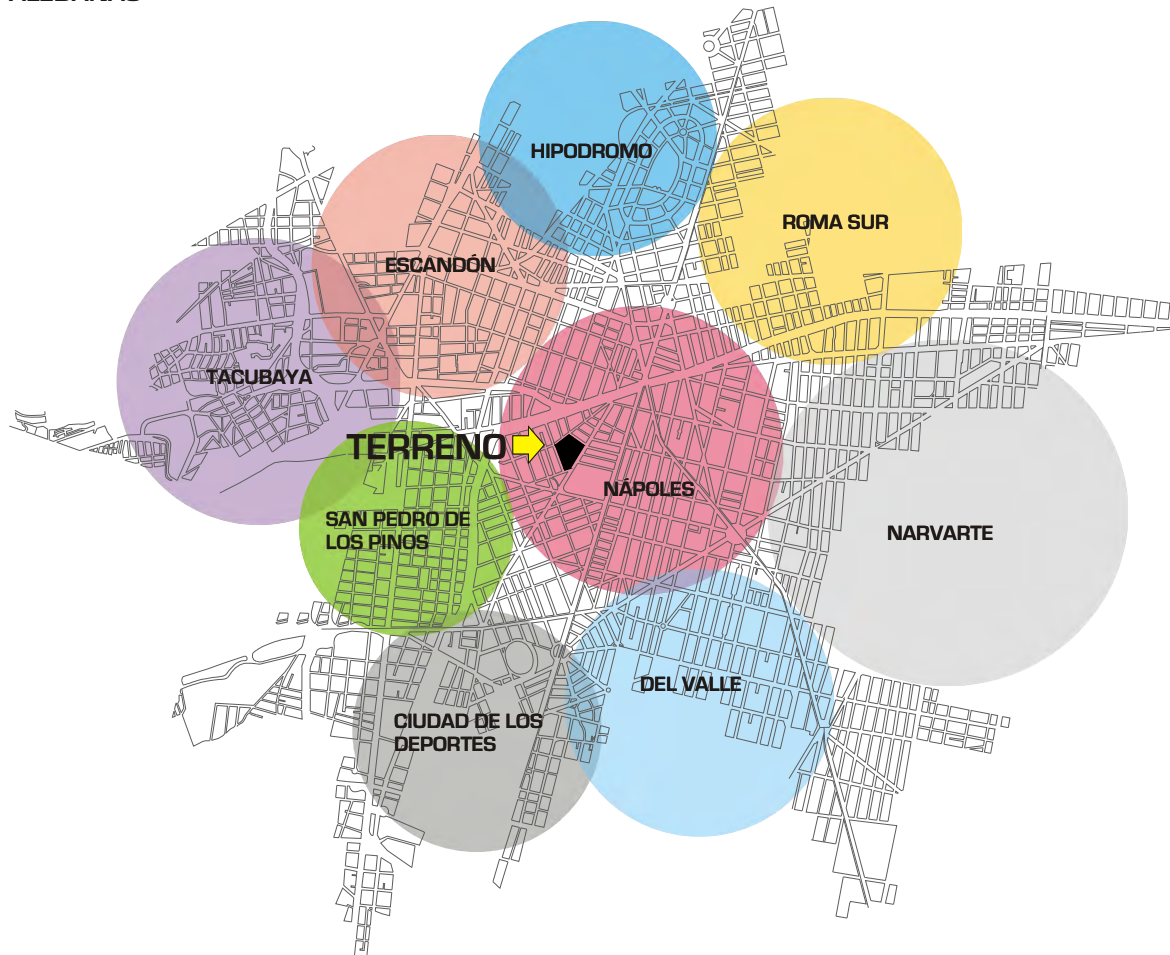 HIPODROMO
ROMA SUR
ESCANDÓN
TACUBAYA
TERRENO
NÁPOLES
SAN PEDRO DE
LOS PINOS
NARVARTE
DEL VALLE
CIUDAD DE LOS
DEPORTES